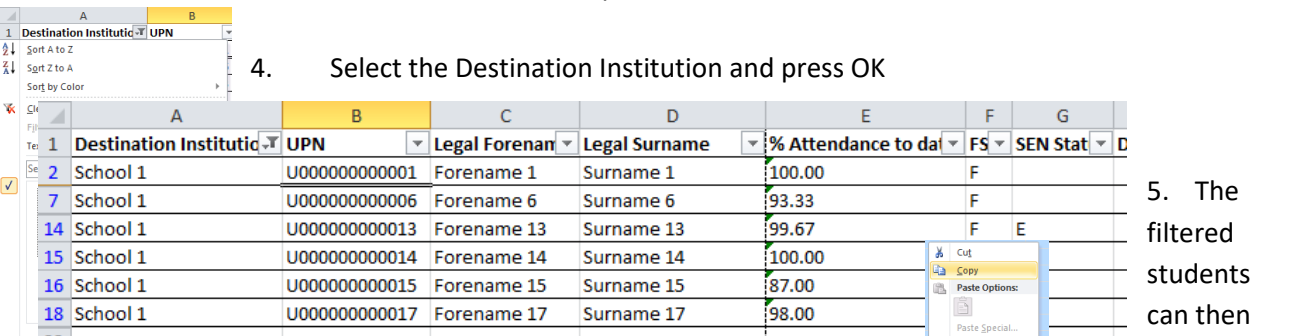 A B
1 Destination Institutio UPN
Sort A to Z
Sort Z to A
Sort by Color
4. Select the Destination Institution and press OK
A B C D E F G
1 Destination Institutio UPN Legal Forenam Legal Surname % Attendance to dat FS SEN Stat D
2 School 1 U000000000001 Forename 1 Surname 1 100.00 F
7 School 1 U000000000006 Forename 6 Surname 6 93.33 F
14 School 1 U000000000013 Forename 13 Surname 13 99.67 F E
15 School 1 U000000000014 Forename 14 Surname 14 100.00
16 School 1 U000000000015 Forename 15 Surname 15 87.00
18 School 1 U000000000017 Forename 17 Surname 17 98.00
Cut
Copy
Paste Options:
Paste Special...
5. The
filtered
students
can then